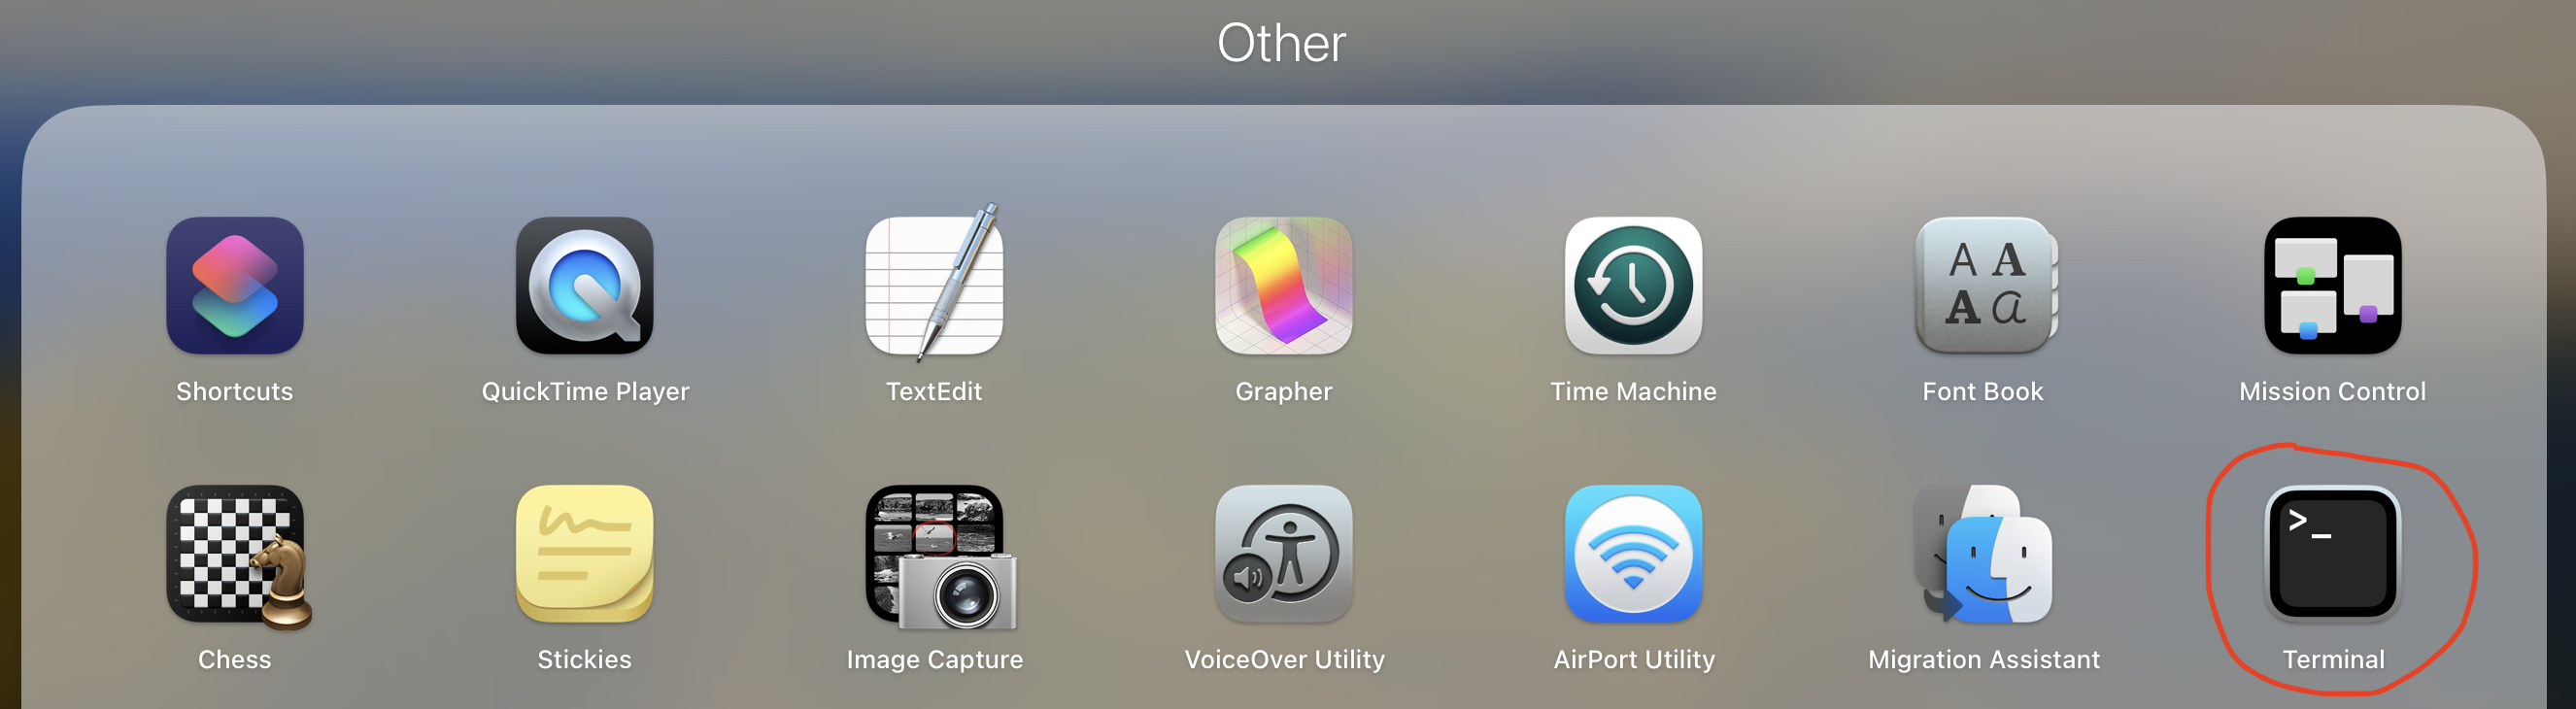 Other
Shortcuts
QuickTime Player
TextEdit
Grapher
Time Machine
Font Book
A A
A a
Mission Control
Chess
Stickies
Image Capture
VoiceOver Utility
AirPort Utility
Migration Assistant
>_
Terminal